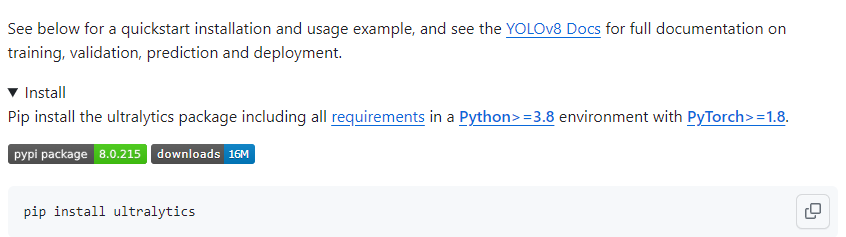 See below for a quickstart installation and usage example, and see the YOLOv8 Docs for full documentation on
training, validation, prediction and deployment.
▼ Install
Pip install the ultralytics package including all requirements in a Python>=3.8 environment with PyTorch>=1.8.
pypi package 8.0.215 downloads 16M
pip install ultralytics